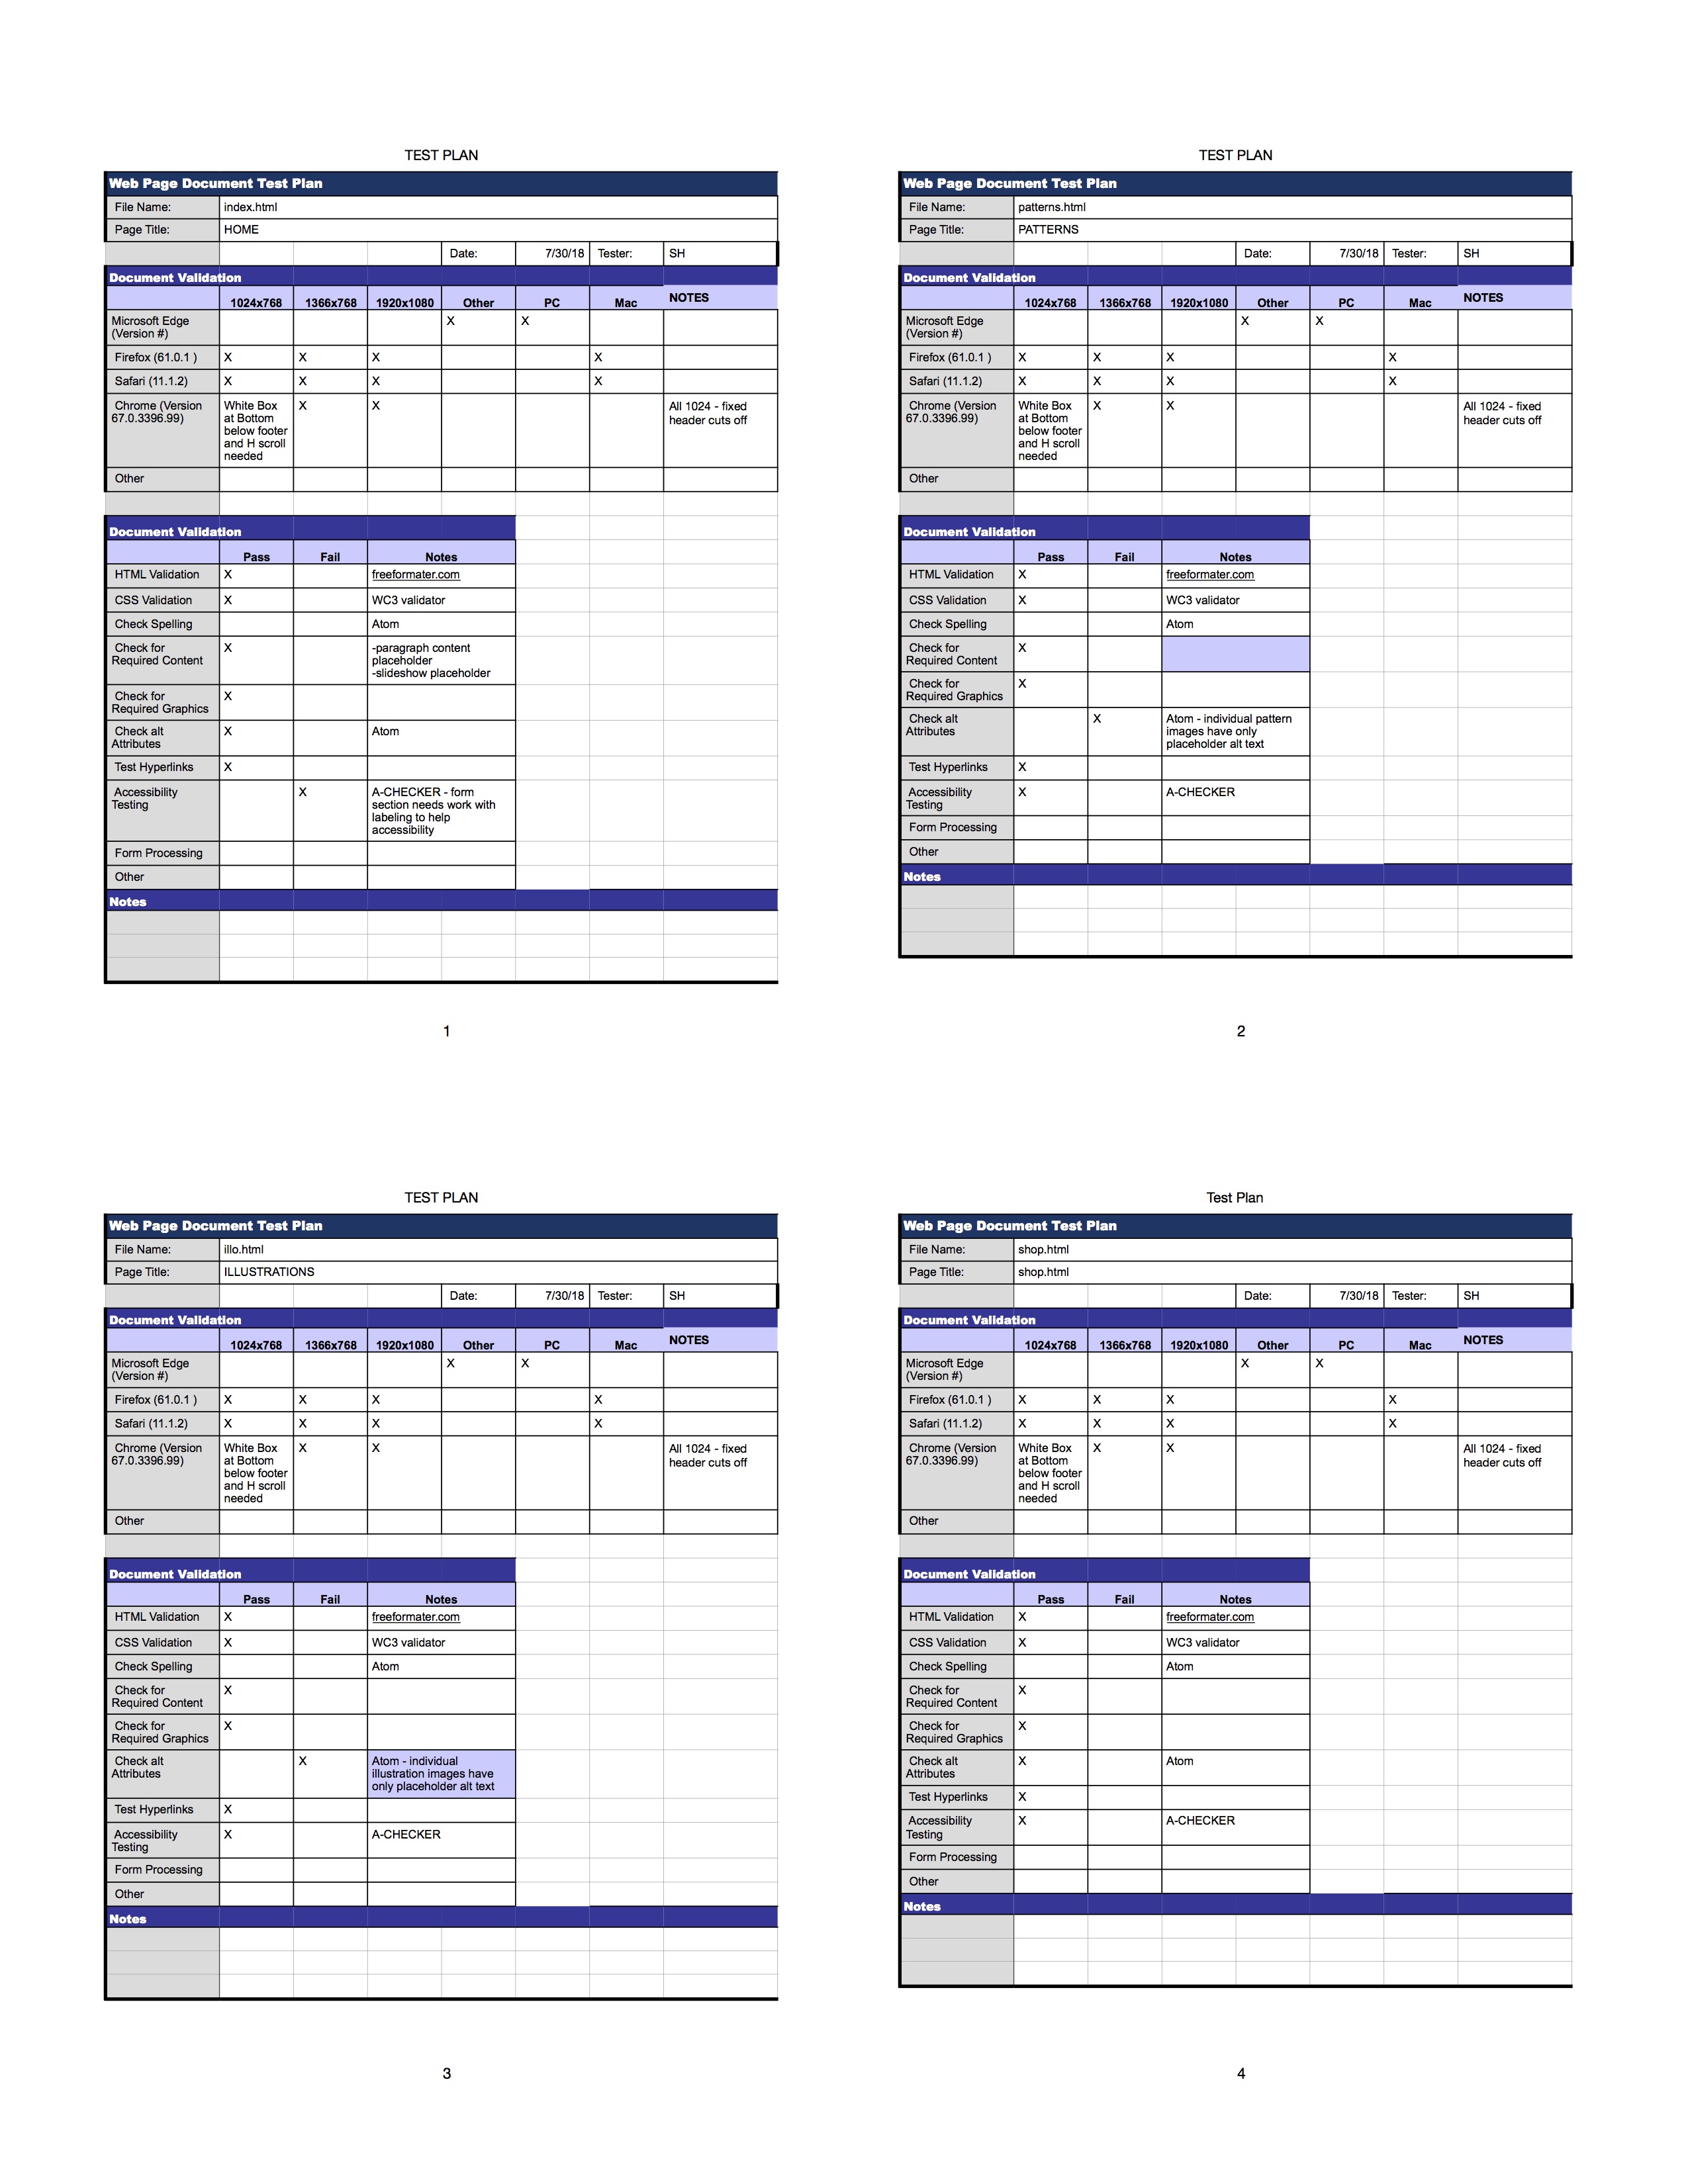 TEST PLAN
Web Page Document Test Plan
File Name: index.html
Page Title: HOME
Date: 7/30/18 Tester: SH
Document Validation
1024x768 1366x768 1920x1080 Other PC Mac NOTES
Microsoft Edge (Version #) X X
Firefox (61.0.1 ) X X X X
Safari (11.1.2) X X X X
Chrome (Version 67.0.3396.99) White Box at Bottom below footer and H scroll needed X X All 1024 - fixed header cuts off
Other
Document Validation
Pass Fail Notes
HTML Validation X freeformater.com
CSS Validation X WC3 validator
Check Spelling Atom
Check for Required Content X -paragraph content placeholder -slideshow placeholder
Check for Required Graphics X
Check alt Attributes X Atom
Test Hyperlinks X
Accessibility Testing X A-CHECKER - form section needs work with labeling to help accessibility
Form Processing
Other
Notes
1
TEST PLAN
Web Page Document Test Plan
File Name: patterns.html
Page Title: PATTERNS
Date: 7/30/18 Tester: SH
Document Validation
1024x768 1366x768 1920x1080 Other PC Mac NOTES
Microsoft Edge (Version #) X X
Firefox (61.0.1 ) X X X X
Safari (11.1.2) X X X X
Chrome (Version 67.0.3396.99) White Box at Bottom below footer and H scroll needed X X All 1024 - fixed header cuts off
Other
Document Validation
Pass Fail Notes
HTML Validation X freeformater.com
CSS Validation X WC3 validator
Check Spelling Atom
Check for Required Content X
Check for Required Graphics X
Check alt Attributes X Atom - individual pattern images have only placeholder alt text
Test Hyperlinks X
Accessibility Testing X A-CHECKER
Form Processing
Other
Notes
2
TEST PLAN
Web Page Document Test Plan
File Name: illo.html
Page Title: ILLUSTRATIONS
Date: 7/30/18 Tester: SH
Document Validation
1024x768 1366x768 1920x1080 Other PC Mac NOTES
Microsoft Edge (Version #) X X
Firefox (61.0.1 ) X X X X
Safari (11.1.2) X X X X
Chrome (Version 67.0.3396.99) White Box at Bottom below footer and H scroll needed X X All 1024 - fixed header cuts off
Other
Document Validation
Pass Fail Notes
HTML Validation X freeformater.com
CSS Validation X WC3 validator
Check Spelling Atom
Check for Required Content X
Check for Required Graphics X
Check alt Attributes X Atom - individual illustration images have only placeholder alt text
Test Hyperlinks X
Accessibility Testing X A-CHECKER
Form Processing
Other
Notes
3
Test Plan
Web Page Document Test Plan
File Name: shop.html
Page Title: shop.html
Date: 7/30/18 Tester: SH
Document Validation
1024x768 1366x768 1920x1080 Other PC Mac NOTES
Microsoft Edge (Version #) X X
Firefox (61.0.1 ) X X X X
Safari (11.1.2) X X X X
Chrome (Version 67.0.3396.99) White Box at Bottom below footer and H scroll needed X X All 1024 - fixed header cuts off
Other
Document Validation
Pass Fail Notes
HTML Validation X freeformater.com
CSS Validation X WC3 validator
Check Spelling Atom
Check for Required Content X
Check for Required Graphics X
Check alt Attributes X Atom
Test Hyperlinks X
Accessibility Testing X A-CHECKER
Form Processing
Other
Notes
4